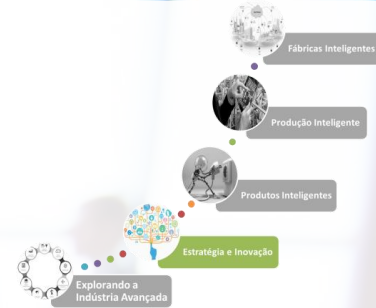 Fábricas Inteligentes
Produção Inteligente
Produtos Inteligentes
Estratégia e Inovação
Explorando a
Indústria Avançada